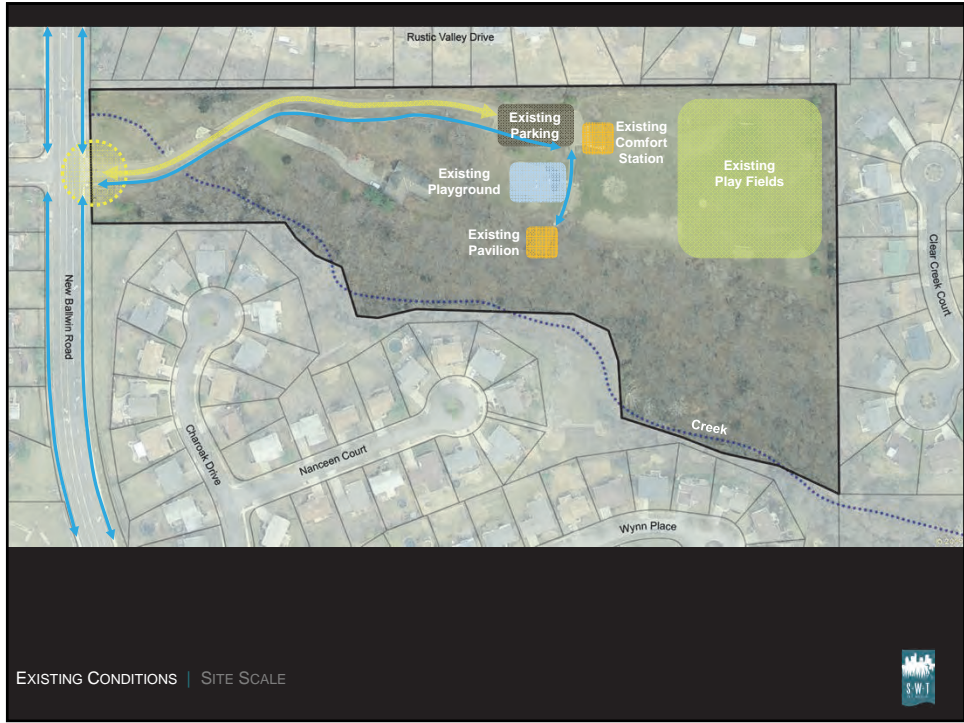 Rustic Valley Drive
Existing
Parking
Existing
Comfort
Station
Existing
Play Fields
Existing
Playground
Existing
Pavilion
New Ballwin Road
Clear Creek Court
Charoak Drive
Nanceen Court
Creek
Wynn Place
EXISTING CONDITIONS | SITE SCALE
S·W·T